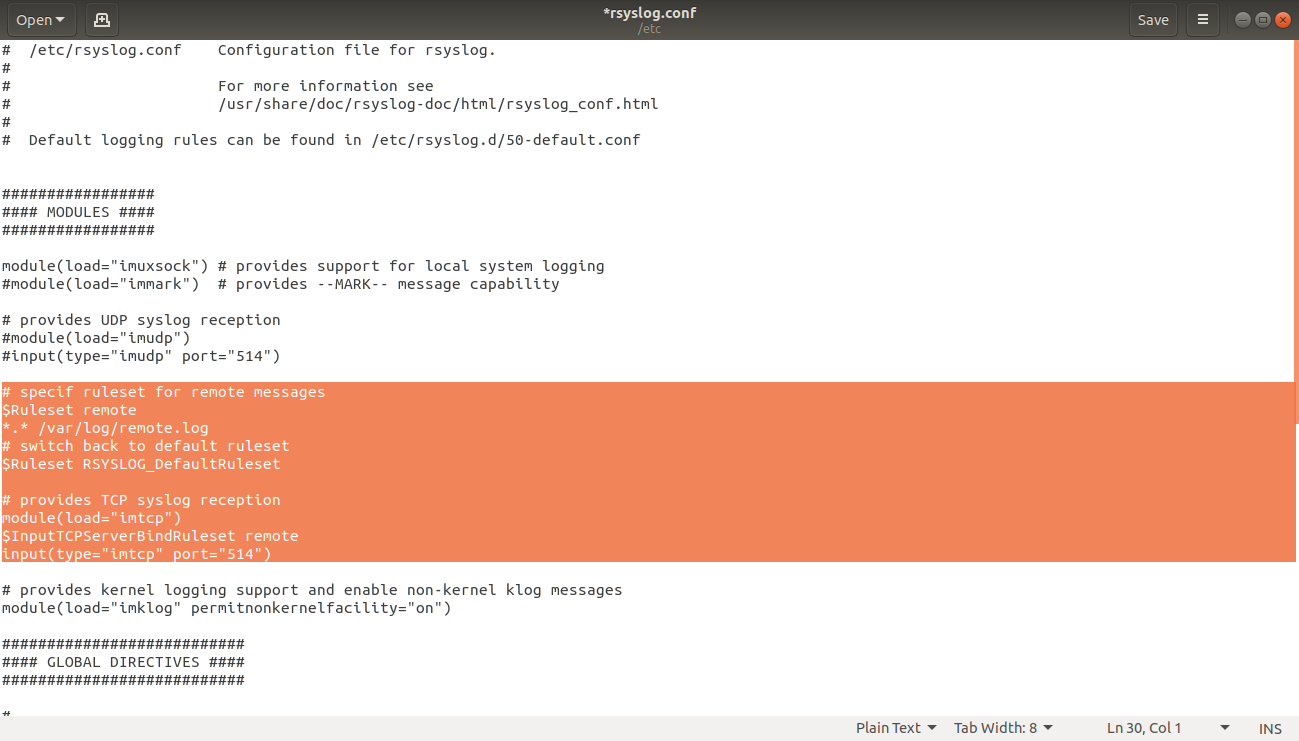 Open
*rsyslog.conf
/etc
Save
#  /etc/rsyslog.conf    Configuration file for rsyslog.
#
#                       For more information see
#                       /usr/share/doc/rsyslog-doc/html/rsyslog_conf.html
#
#  Default logging rules can be found in /etc/rsyslog.d/50-default.conf
#################
#### MODULES ####
#################
module(load="imuxsock") # provides support for local system logging
#module(load="immark")  # provides --MARK-- message capability
# provides UDP syslog reception
#module(load="imudp")
#input(type="imudp" port="514")
# specif ruleset for remote messages
$Ruleset remote
*.* /var/log/remote.log
# switch back to default ruleset
$Ruleset RSYSLOG_DefaultRuleset
# provides TCP syslog reception
module(load="imtcp")
$InputTCPServerBindRuleset remote
input(type="imtcp" port="514")
# provides kernel logging support and enable non-kernel klog messages
module(load="imklog" permitnonkernelfacility="on")
###########################
#### GLOBAL DIRECTIVES ####
###########################
#
Plain Text  Tab Width: 8  Ln 30, Col 1  INS